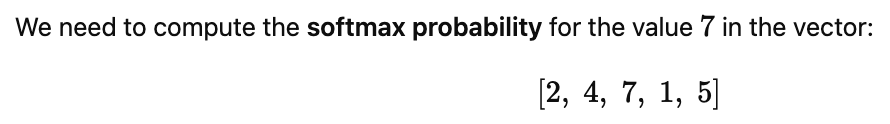 We need to compute the softmax probability for the value 7 in the vector:
[2, 4, 7, 1, 5]